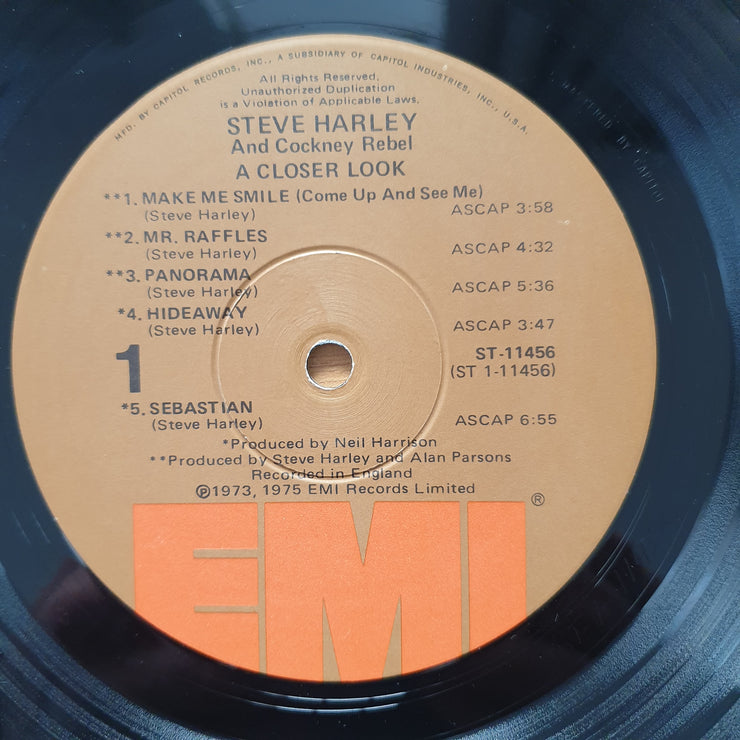 MFD. BY CAPITOL RECORDS, INC., A SUBSIDIARY OF CAPITOL INDUSTRIES, INC., U.S.A.
All Rights Reserved.
Unauthorized Duplication
is a Violation of Applicable Laws.
STEVE HARLEY
And Cockney Rebel
A CLOSER LOOK
**1. MAKE ME SMILE (Come Up And See Me)
(Steve Harley) ASCAP 3:58
**2. MR. RAFFLES
(Steve Harley) ASCAP 4:32
**3. PANORAMA
(Steve Harley) ASCAP 5:36
*4. HIDEAWAY
(Steve Harley) ASCAP 3:47
1 ST-11456
(ST 1-11456)
*5. SEBASTIAN
(Steve Harley) ASCAP 6:55
*Produced by Neil Harrison
**Produced by Steve Harley and Alan Parsons
Recorded in England
℗1973, 1975 EMI Records Limited
EMI ®
MASTERED BY CAPITOL